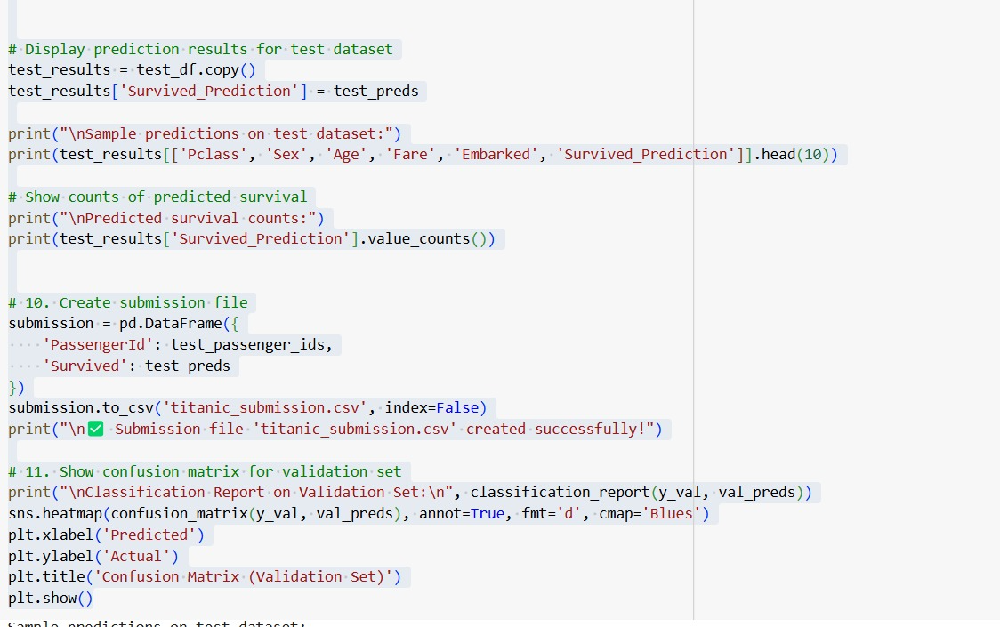 # Display prediction results for test dataset
test_results = test_df.copy()
test_results['Survived_Prediction'] = test_preds
print("\nSample predictions on test dataset:")
print(test_results[['Pclass', 'Sex', 'Age', 'Fare', 'Embarked', 'Survived_Prediction']].head(10))
# Show counts of predicted survival
print("\nPredicted survival counts:")
print(test_results['Survived_Prediction'].value_counts())
# 10. Create submission file
submission = pd.DataFrame({
    'PassengerId': test_passenger_ids,
    'Survived': test_preds
})
submission.to_csv('titanic_submission.csv', index=False)
print("\n✅ Submission file 'titanic_submission.csv' created successfully!")
# 11. Show confusion matrix for validation set
print("\nClassification Report on Validation Set:\n", classification_report(y_val, val_preds))
sns.heatmap(confusion_matrix(y_val, val_preds), annot=True, fmt='d', cmap='Blues')
plt.xlabel('Predicted')
plt.ylabel('Actual')
plt.title('Confusion Matrix (Validation Set)')
plt.show()
Sample predictions on test dataset: